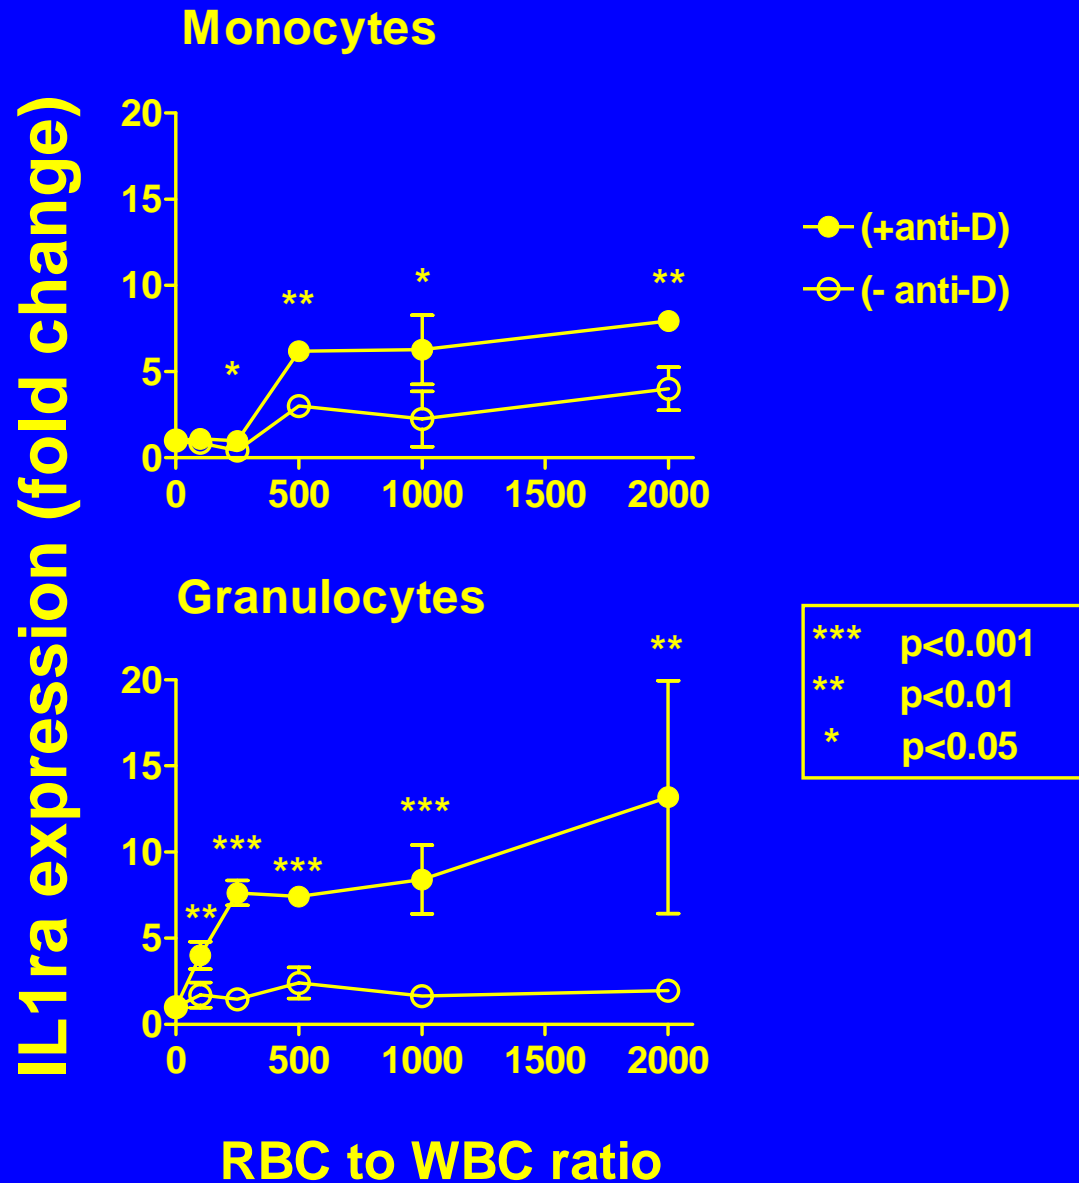 Monocytes
IL1ra expression (fold change)
20
15
10
5
0
**
*
**
*
0 500 1000 1500 2000
(+anti-D)
(- anti-D)
Granulocytes
20
15
10
5
0
**
***
***
***
**
0 500 1000 1500 2000
*** p<0.001
** p<0.01
* p<0.05
RBC to WBC ratio